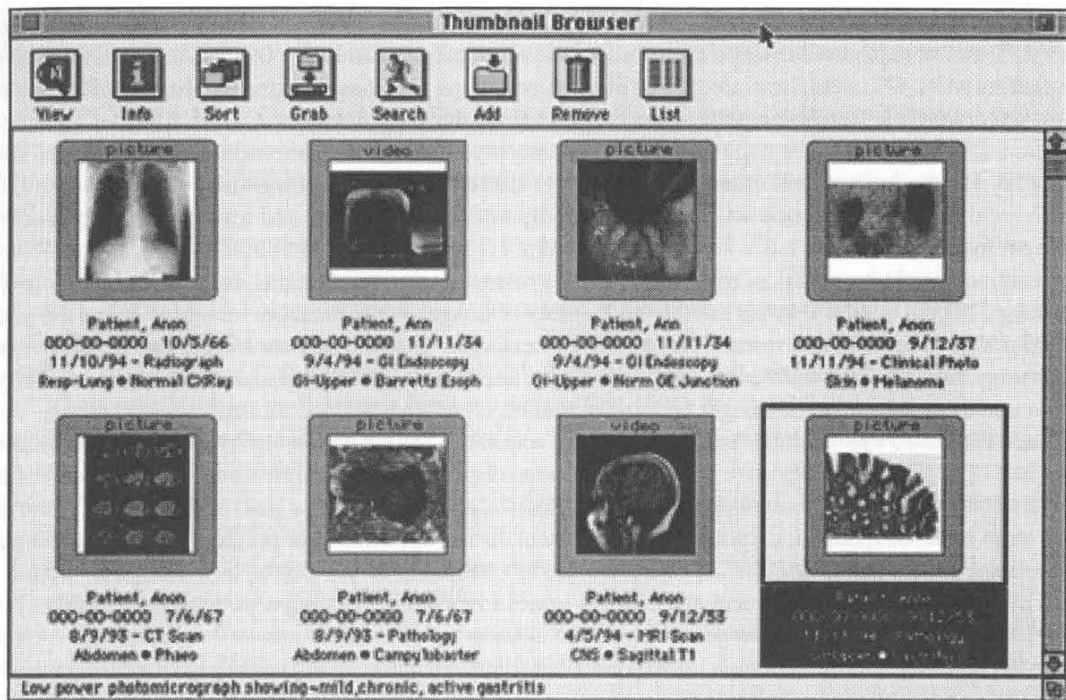 Thumbnail Browser
View Info Sort Grab Search Add Remove List
picture video picture picture
Patient, Anon Patient, Ann Patient, Ann Patient, Anon
000-00-0000 10/5/66 000-00-0000 11/11/34 000-00-0000 11/11/34 000-00-0000 9/12/37
11/10/94 - Radiograph 9/4/94 - GI Endoscopy 9/4/94 - GI Endoscopy 11/11/94 - Clinical Photo
Resp-Lung ● Normal CXRay GI-Upper ● Barretts Esoph GI-Upper ● Norm GE Junction Skin ● Melanoma
picture picture video picture
Patient, Anon Patient, Anon Patient, Anon
000-00-0000 7/6/67 000-00-0000 7/6/67 000-00-0000 9/12/53
8/9/93 - CT Scan 8/9/93 - Pathology 4/5/94 - MRI Scan
Abdomen ● Phaeo Abdomen ● Campylobacter CNS ● Sagittal T1
Low power photomicrograph showing~mild,chronic, active gastritis